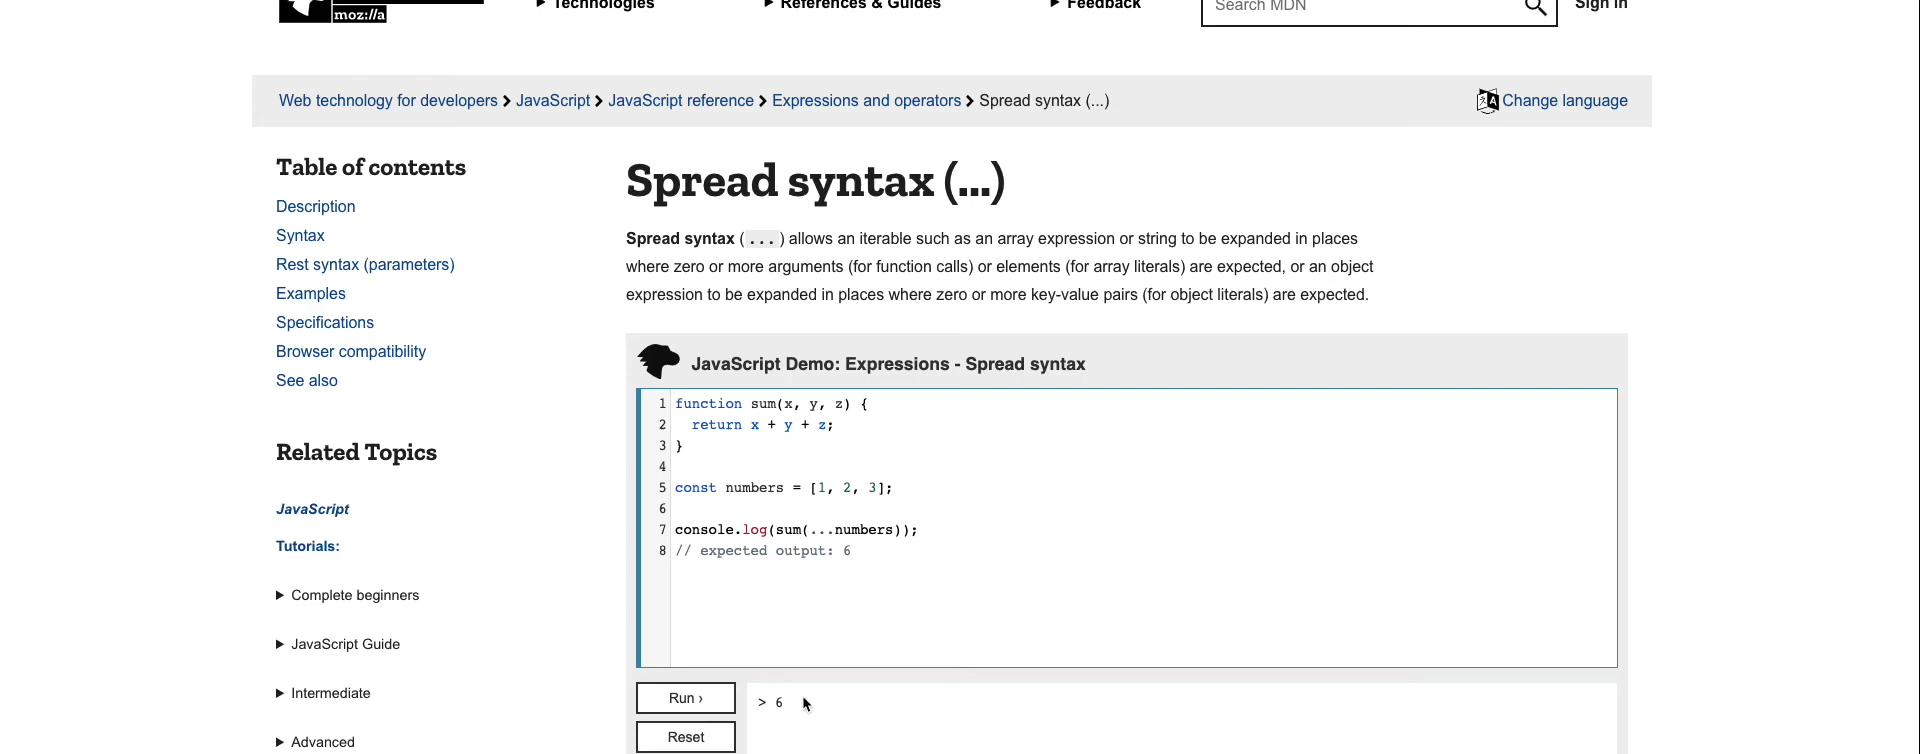 moz://a
Technologies
References & Guides
Feedback
Search MDN
Sign in
Web technology for developers
JavaScript
JavaScript reference
Expressions and operators
Spread syntax (...)
Change language
Table of contents
Description
Syntax
Rest syntax (parameters)
Examples
Specifications
Browser compatibility
See also
Related Topics
JavaScript
Tutorials:
Complete beginners
JavaScript Guide
Intermediate
Advanced
Spread syntax (...)
Spread syntax (...) allows an iterable such as an array expression or string to be expanded in places
where zero or more arguments (for function calls) or elements (for array literals) are expected, or an object
expression to be expanded in places where zero or more key-value pairs (for object literals) are expected.
JavaScript Demo: Expressions - Spread syntax
1 function sum(x, y, z) {
2 return x + y + z;
3 }
4
5 const numbers = [1, 2, 3];
6
7 console.log(sum(...numbers));
8 // expected output: 6
Run ›
> 6
Reset